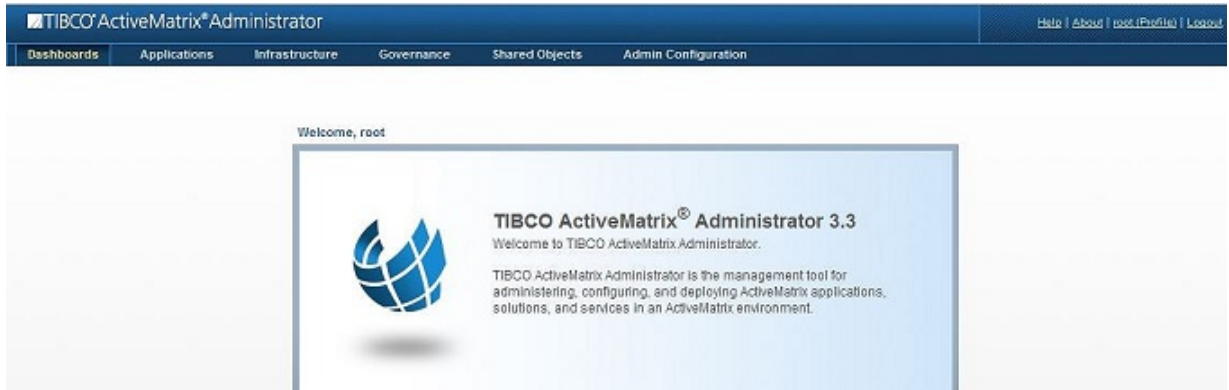 TIBCO® ActiveMatrix® Administrator
Help | About | root (Profile) | Logout
Dashboards Applications Infrastructure Governance Shared Objects Admin Configuration
Welcome, root
TIBCO ActiveMatrix® Administrator 3.3
Welcome to TIBCO ActiveMatrix Administrator.
TIBCO ActiveMatrix Administrator is the management tool for
administering, configuring, and deploying ActiveMatrix applications,
solutions, and services in an ActiveMatrix environment.